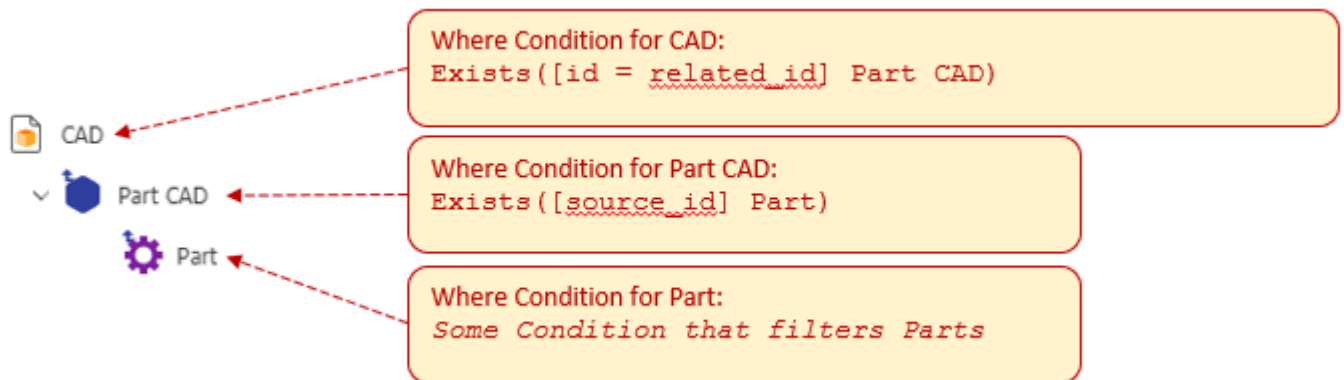 Where Condition for CAD:
Exists([id = related_id] Part CAD)
CAD
Where Condition for Part CAD:
Exists([source_id] Part)
Part CAD
Part
Where Condition for Part:
Some Condition that filters Parts